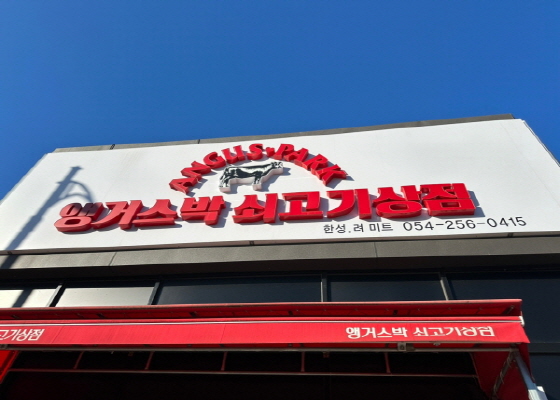 ANGUS·PARK
앵거스박 쇠고기상점
한성.려 미트 054-256-0415
고기상점 앵거스박 쇠고기상점